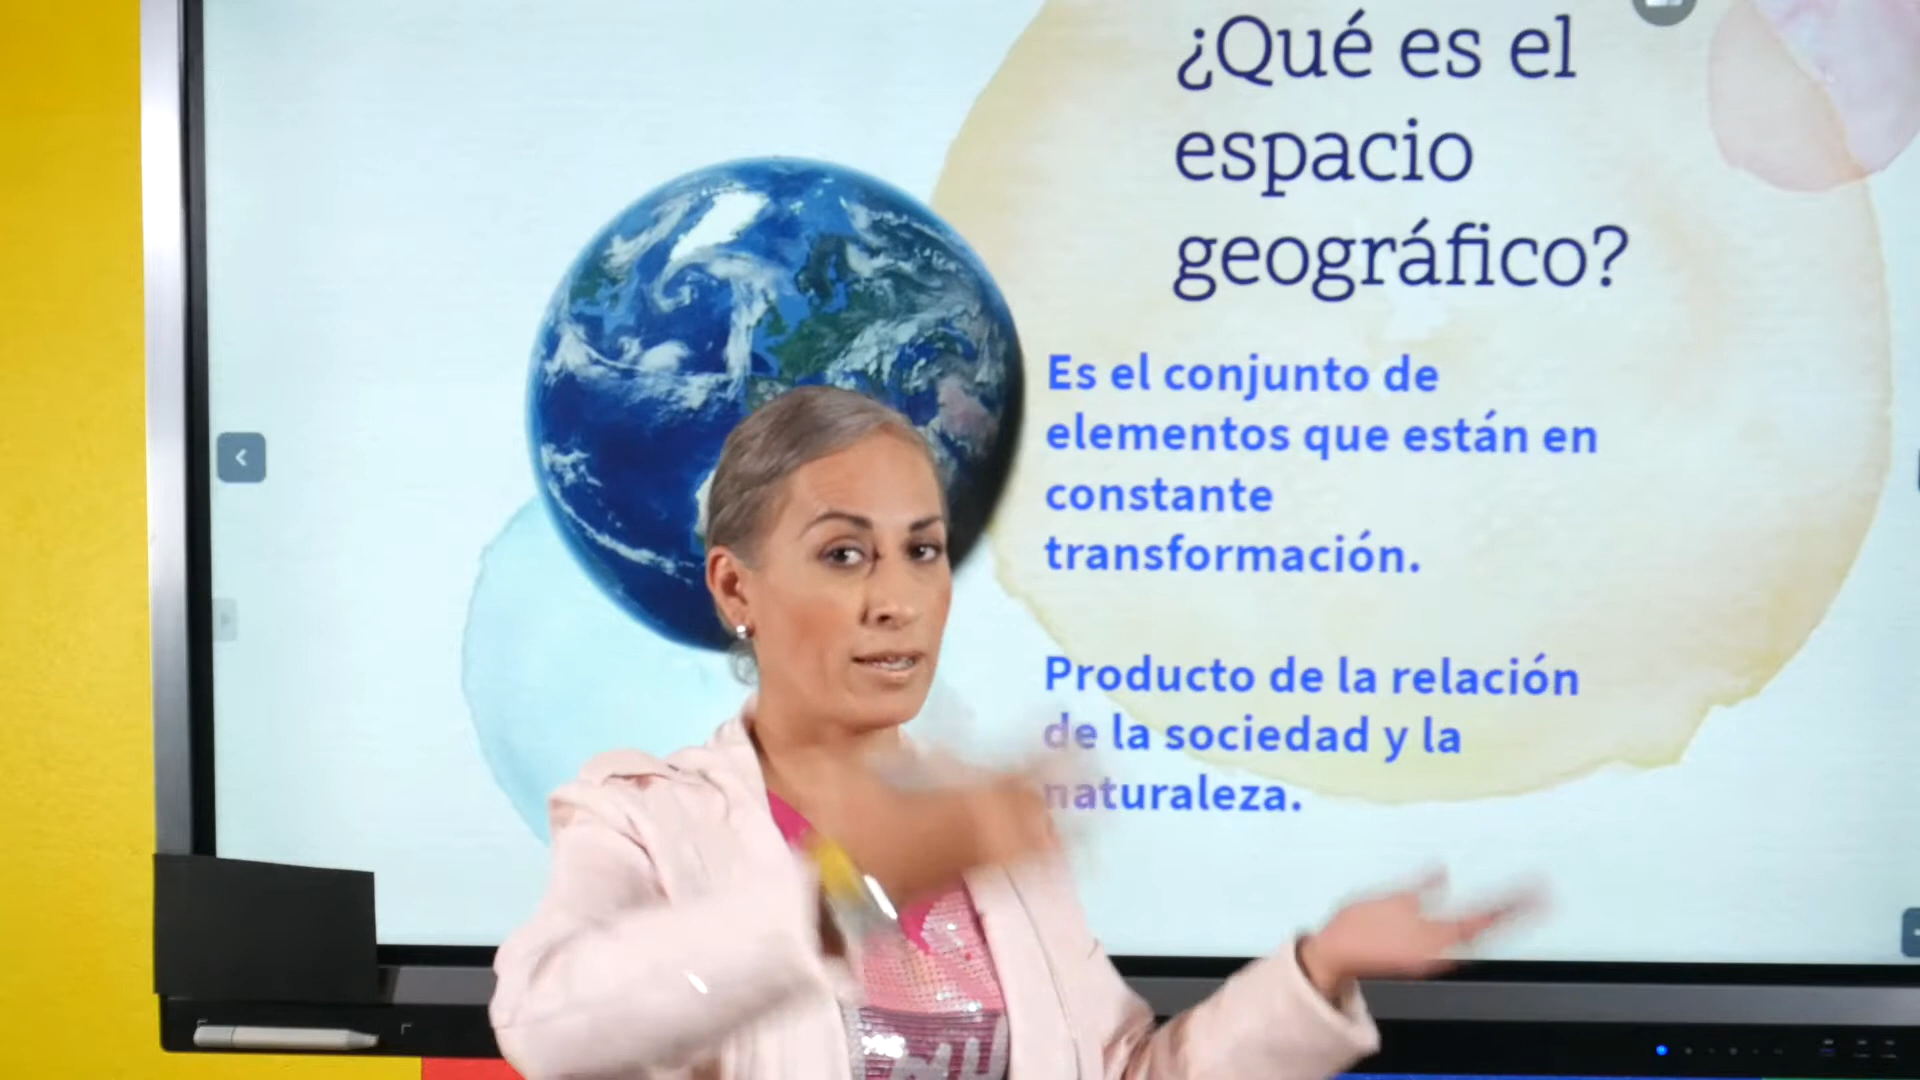 ¿Qué es el
espacio
geográfico?
Es el conjunto de
elementos que están en
constante
transformación.
Producto de la relación
de la sociedad y la
naturaleza.